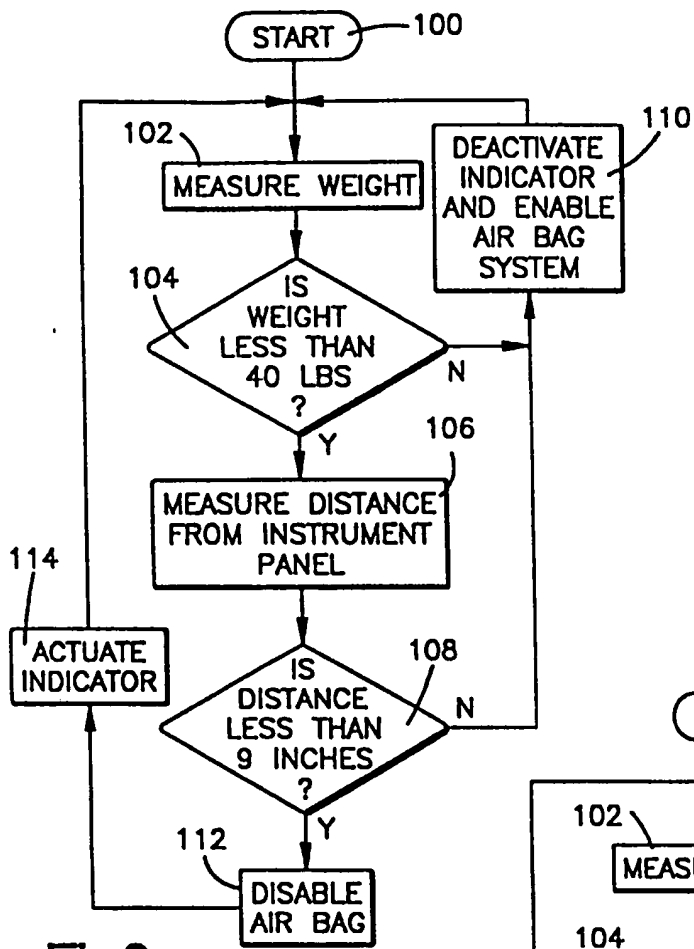 START
100
102
MEASURE WEIGHT
110
DEACTIVATE
INDICATOR
AND ENABLE
AIR BAG
SYSTEM
104
IS
WEIGHT
LESS THAN
40 LBS
?
N
Y
106
MEASURE DISTANCE
FROM INSTRUMENT
PANEL
114
ACTUATE
INDICATOR
108
IS
DISTANCE
LESS THAN
9 INCHES
?
N
Y
112
DISABLE
AIR BAG
102
MEASU
104